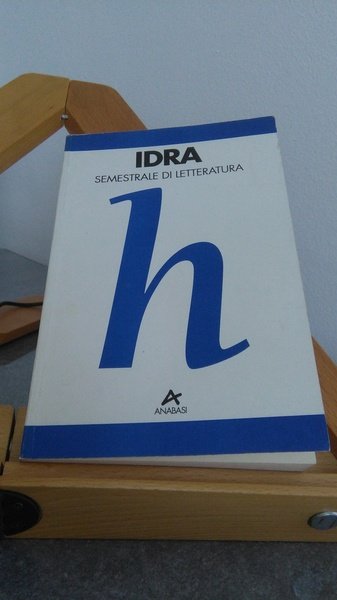 IDRA
SEMESTRALE DI LETTERATURA
h
ANABASI